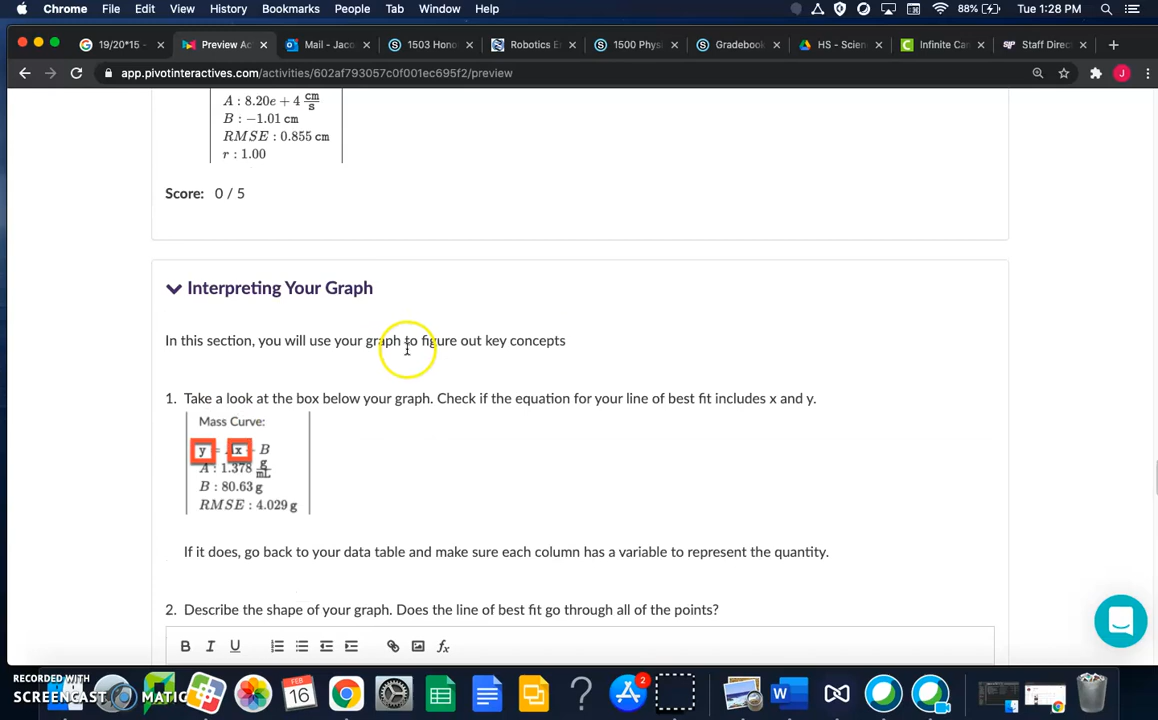 Chrome File Edit View History Bookmarks People Tab Window Help 88% Tue 1:28 PM
19/20*15 - Preview Ac Mail - Jaco 1503 Hono Robotics E 1500 Physi Gradebook HS - Scien Infinite Cam Staff Direct
app.pivotinteractives.com/activities/602af793057c0f001ec695f2/preview
A : 8.20e + 4 cm/s
B : −1.01 cm
RMSE : 0.855 cm
r : 1.00
Score: 0 / 5
Interpreting Your Graph
In this section, you will use your graph to figure out key concepts
1. Take a look at the box below your graph. Check if the equation for your line of best fit includes x and y.
Mass Curve:
y = Ax + B
A : 1.378 g/mL
B : 80.63 g
RMSE : 4.029 g
If it does, go back to your data table and make sure each column has a variable to represent the quantity.
2. Describe the shape of your graph. Does the line of best fit go through all of the points?
B I U fx
RECORDED WITH
SCREENCAST MATIC
FEB
16
2
W